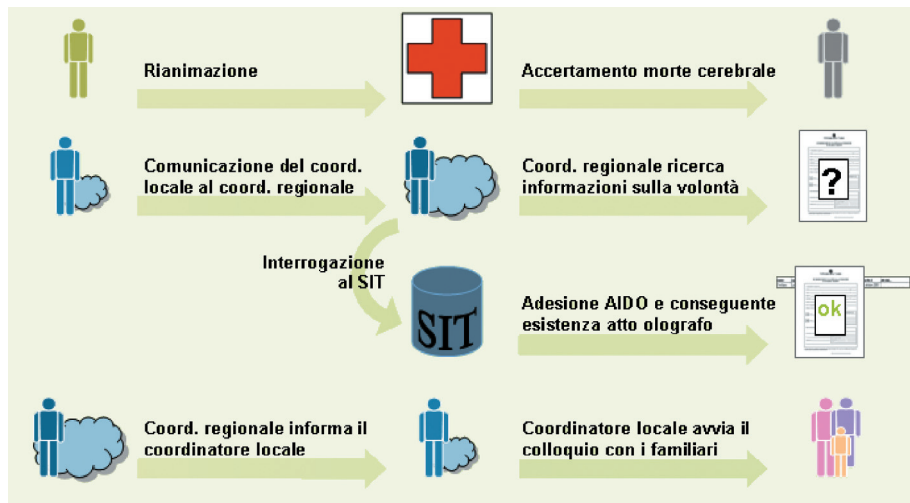 Rianimazione
Accertamento morte cerebrale
Comunicazione del coord.
locale al coord. regionale
Coord. regionale ricerca
informazioni sulla volontà
?
Interrogazione
al SIT
SIT
Adesione AIDO e conseguente
esistenza atto olografo
ok
Coord. regionale informa il
coordinatore locale
Coordinatore locale avvia il
colloquio con i familiari